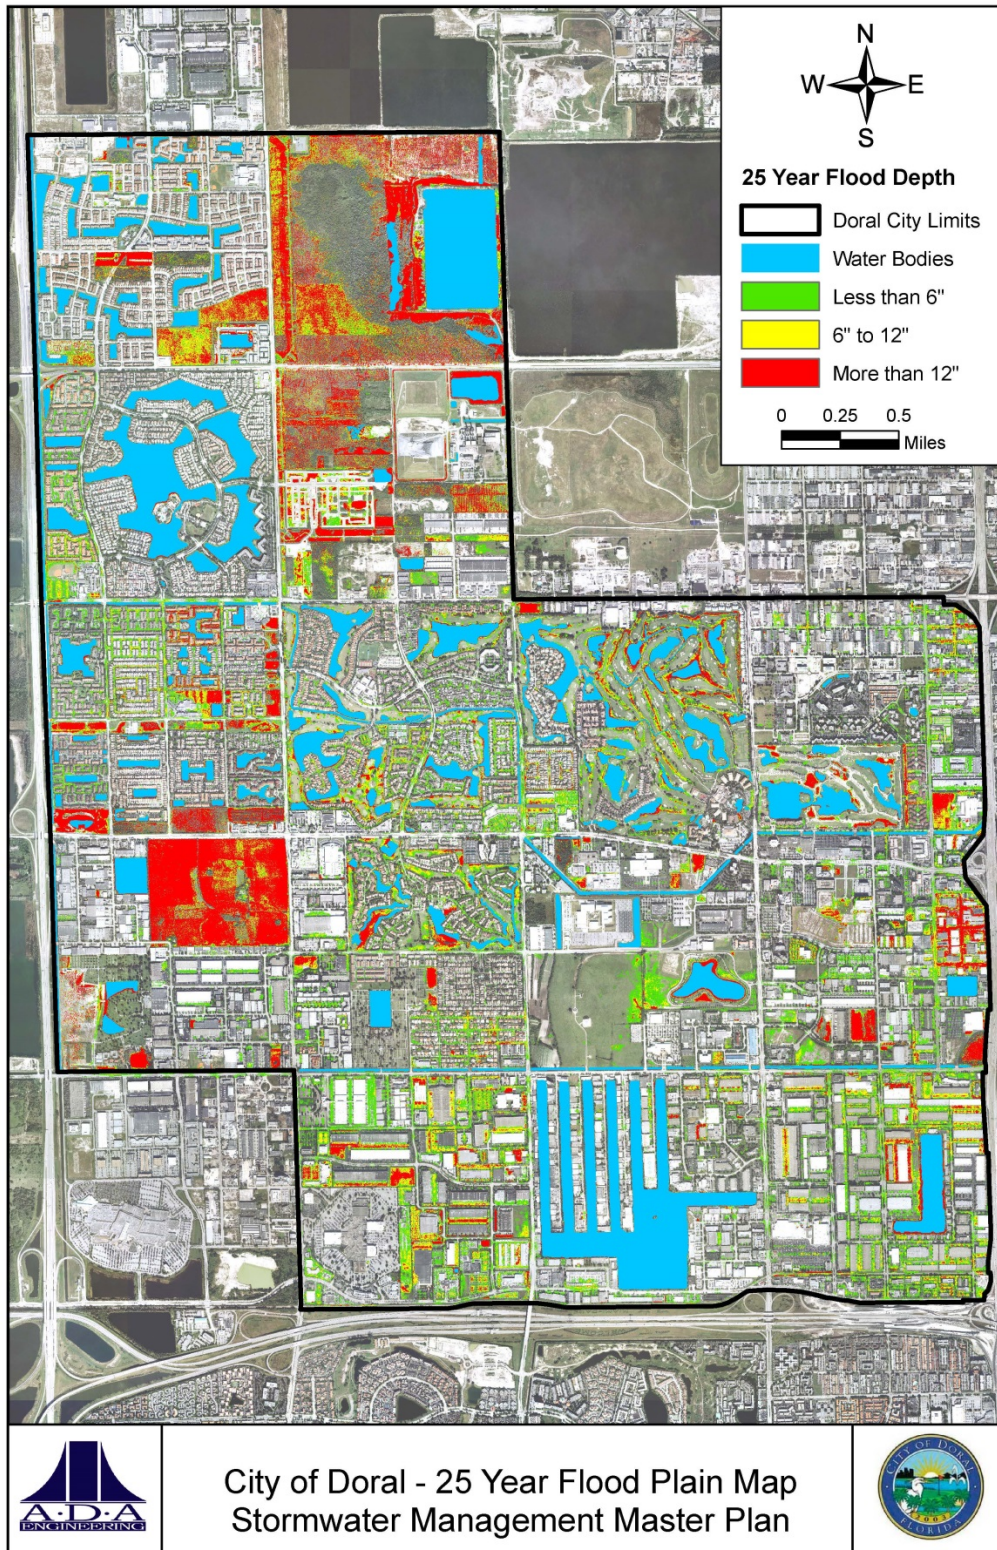 N
W E
S
25 Year Flood Depth
Doral City Limits
Water Bodies
Less than 6"
6" to 12"
More than 12"
0 0.25 0.5
Miles
A·D·A
ENGINEERING
City of Doral - 25 Year Flood Plain Map
Stormwater Management Master Plan
CITY OF DORAL
2003
FLORIDA